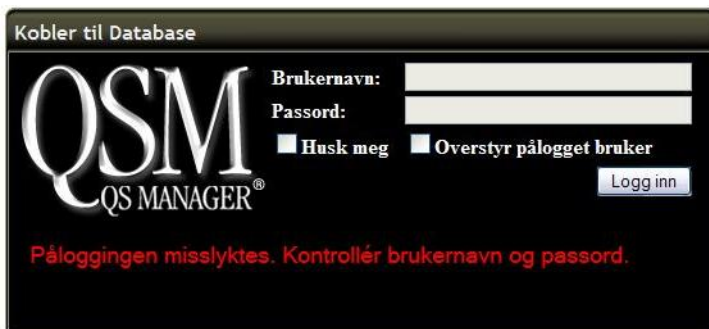 Kobler til Database
QSM
QS MANAGER®
Brukernavn:
Passord:
Husk meg
Overstyr pålogget bruker
Logg inn
Påloggingen misslyktes. Kontrollér brukernavn og passord.